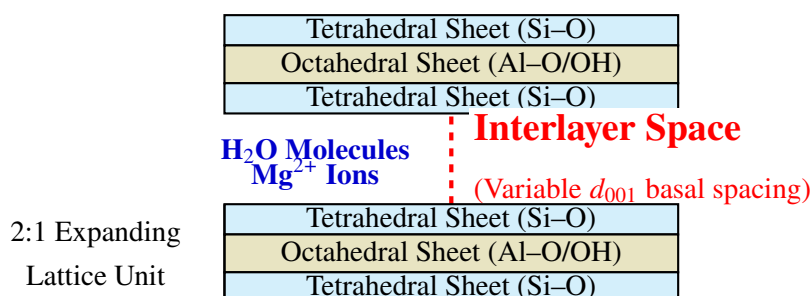 Tetrahedral Sheet (Si–O)
Octahedral Sheet (Al–O/OH)
Tetrahedral Sheet (Si–O)
Interlayer Space
H₂O Molecules
Mg²⁺ Ions
(Variable d₀₀₁ basal spacing)
Tetrahedral Sheet (Si–O)
2:1 Expanding
Octahedral Sheet (Al–O/OH)
Lattice Unit
Tetrahedral Sheet (Si–O)